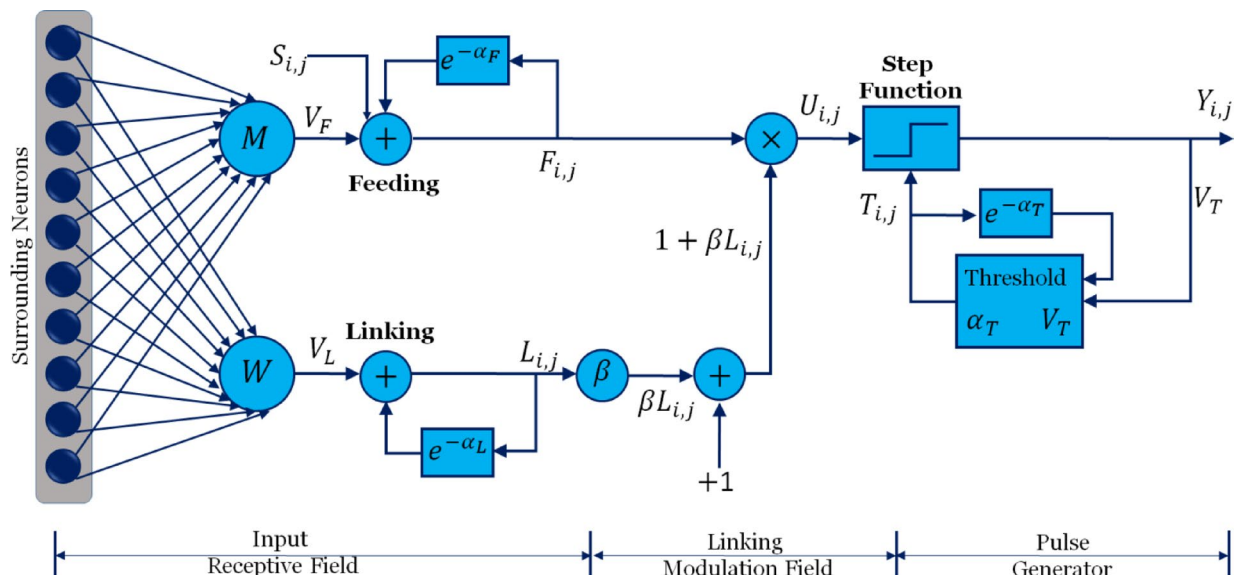 Surrounding Neurons
S_{i,j}
e^{-α_F}
M
V_F
+
Feeding
F_{i,j}
×
U_{i,j}
Step
Function
Y_{i,j}
T_{i,j}
e^{-α_T}
V_T
Threshold
α_T V_T
1 + βL_{i,j}
W
V_L
Linking
+
L_{i,j}
β
βL_{i,j}
+
+1
e^{-α_L}
Input
Receptive Field
Linking
Modulation Field
Pulse
Generator